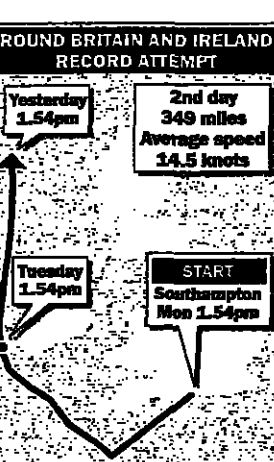 ROUND BRITAIN AND IRELAND
RECORD ATTEMPT
Yesterday
1.54pm
2nd day
349 miles
Average speed
14.5 knots
Tuesday
1.54pm
START
Southampton
Mon 1.54pm